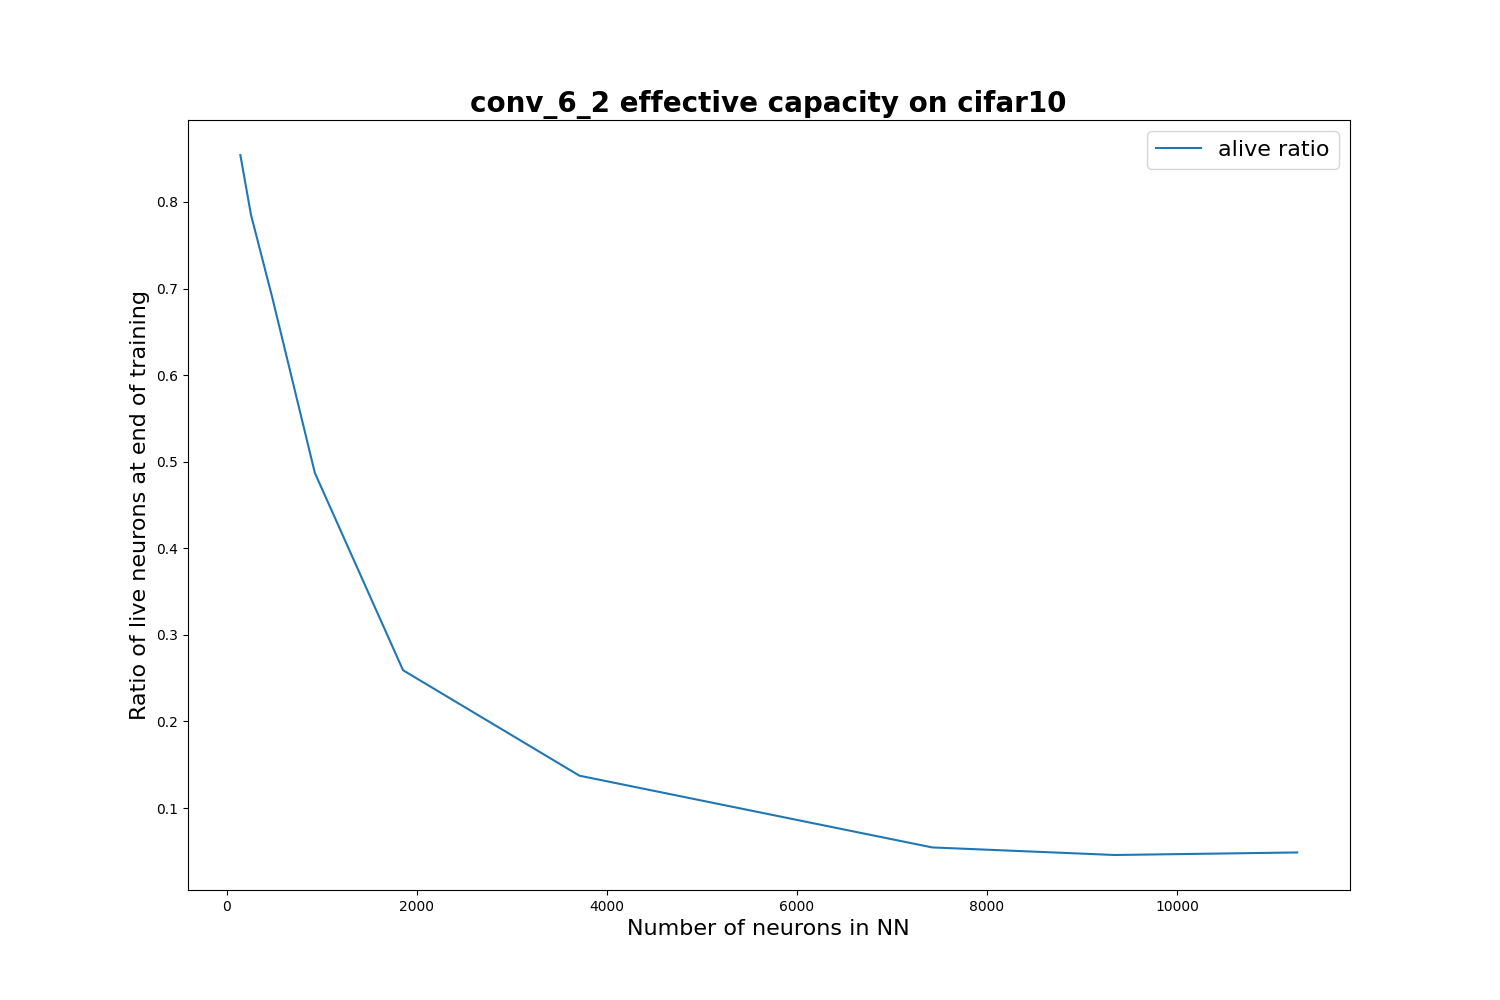 conv_6_2 effective capacity on cifar10
alive ratio
Ratio of live neurons at end of training
0.8
0.7
0.6
0.5
0.4
0.3
0.2
0.1
0 2000 4000 6000 8000 10000
Number of neurons in NN